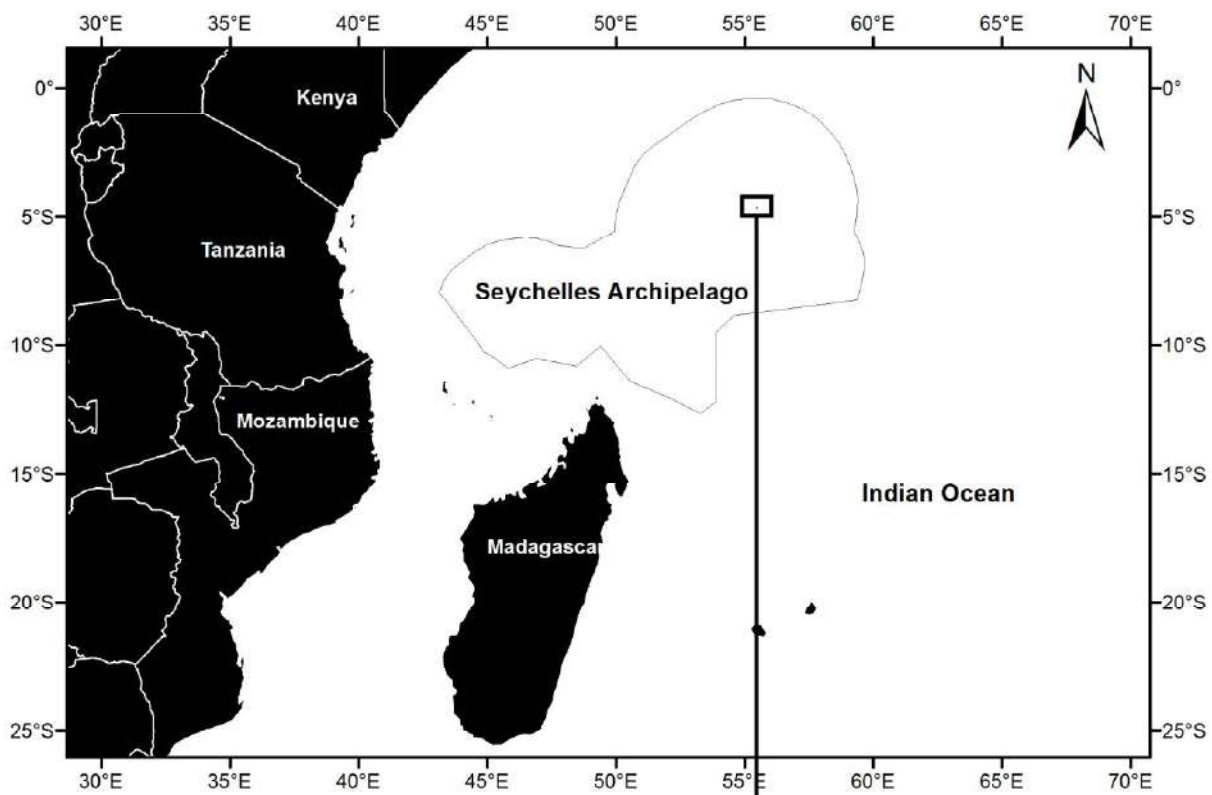 30°E 35°E 40°E 45°E 50°E 55°E 60°E 65°E 70°E
N
0° 0°
Kenya
5°S 5°S
Tanzania
Seychelles Archipelago
10°S 10°S
Mozambique
15°S 15°S
Indian Ocean
Madagascar
20°S 20°S
25°S 25°S
30°E 35°E 40°E 45°E 50°E 55°E 60°E 65°E 70°E